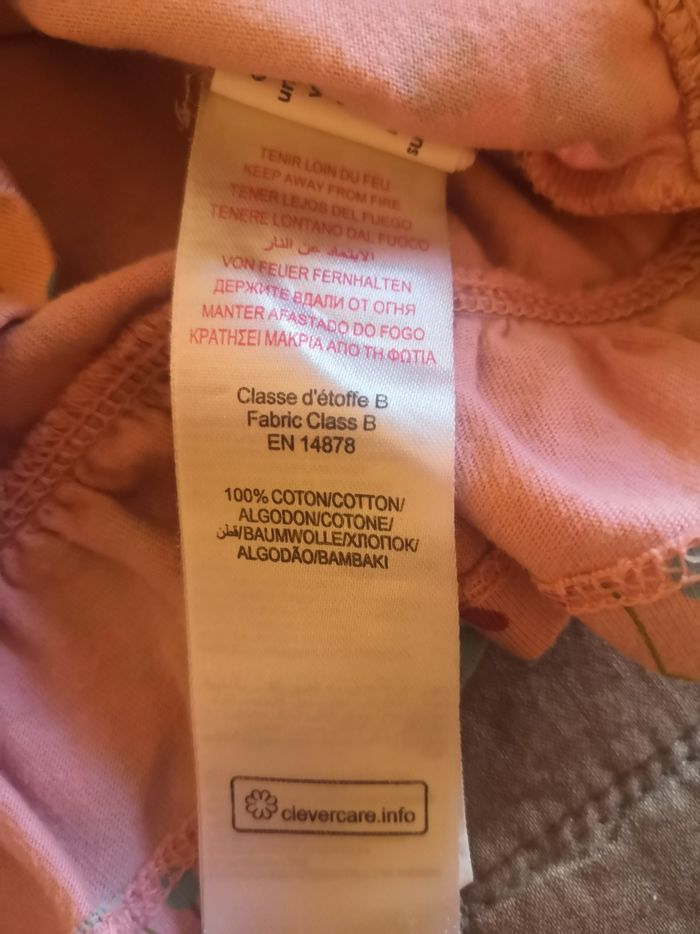 TENIR LOIN DU FEU
KEEP AWAY FROM FIRE
TENER LEJOS DEL FUEGO
TENERE LONTANO DAL FUOCO
الابتعاد عن النار
VON FEUER FERNHALTEN
ДЕРЖИТЕ ВДАЛИ ОТ ОГНЯ
MANTER AFASTADO DO FOGO
ΚΡΑΤΗΣΕΙ ΜΑΚΡΙΑ ΑΠΟ ΤΗ ΦΩΤΙΑ
Classe d'étoffe B
Fabric Class B
EN 14878
100% COTON/COTTON/
ALGODON/COTONE/
قطن/BAUMWOLLE/ХЛОПОК/
ALGODÃO/BAMBAKI
clevercare.info